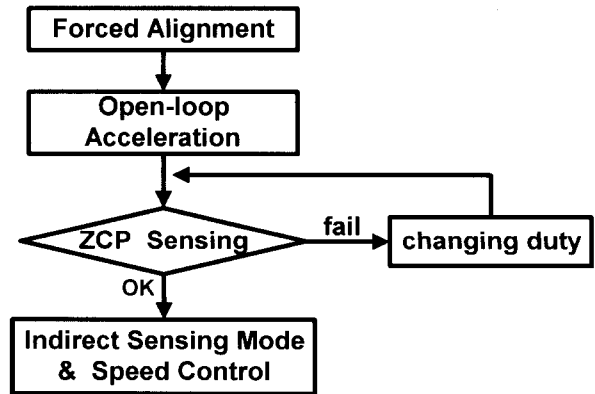 Forced Alignment
Open-loop
Acceleration
ZCP Sensing
fail
changing duty
OK
Indirect Sensing Mode
& Speed Control